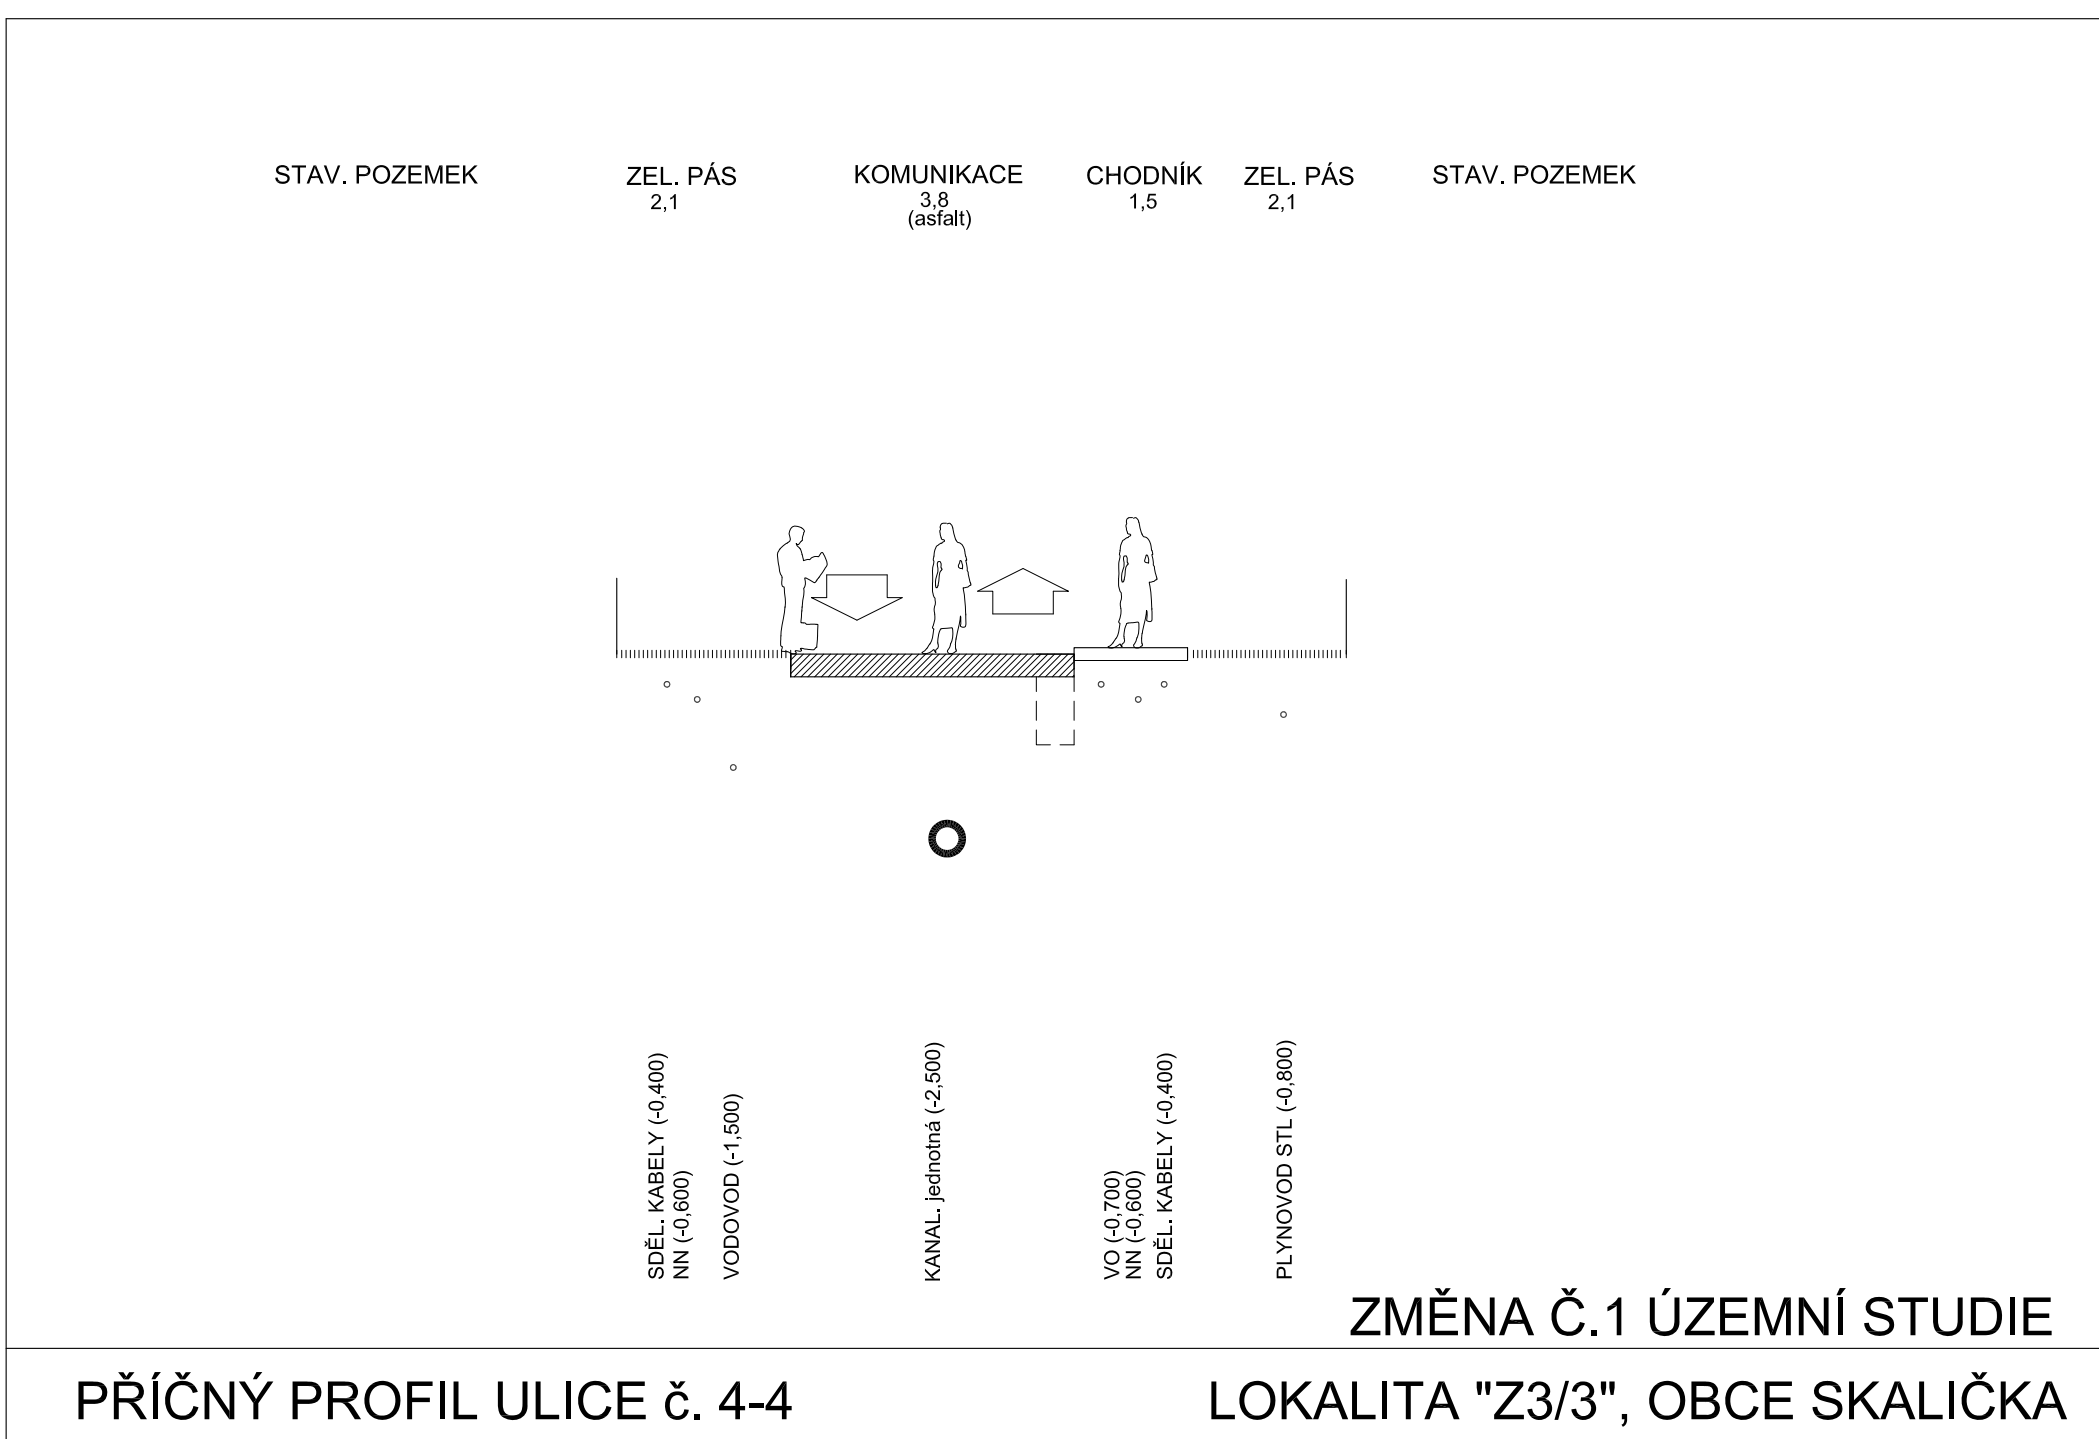 STAV. POZEMEK
ZEL. PÁS
2,1
KOMUNIKACE
3,8
(asfalt)
CHODNÍK
1,5
ZEL. PÁS
2,1
STAV. POZEMEK
SDĚL. KABELY (-0,400)
NN (-0,600)
VODOVOD (-1,500)
KANAL. jednotná (-2,500)
VO (-0,700)
NN (-0,600)
SDĚL. KABELY (-0,400)
PLYNOVOD STL (-0,800)
ZMĚNA Č.1 ÚZEMNÍ STUDIE
PŘÍČNÝ PROFIL ULICE č. 4-4
LOKALITA "Z3/3", OBCE SKALIČKA